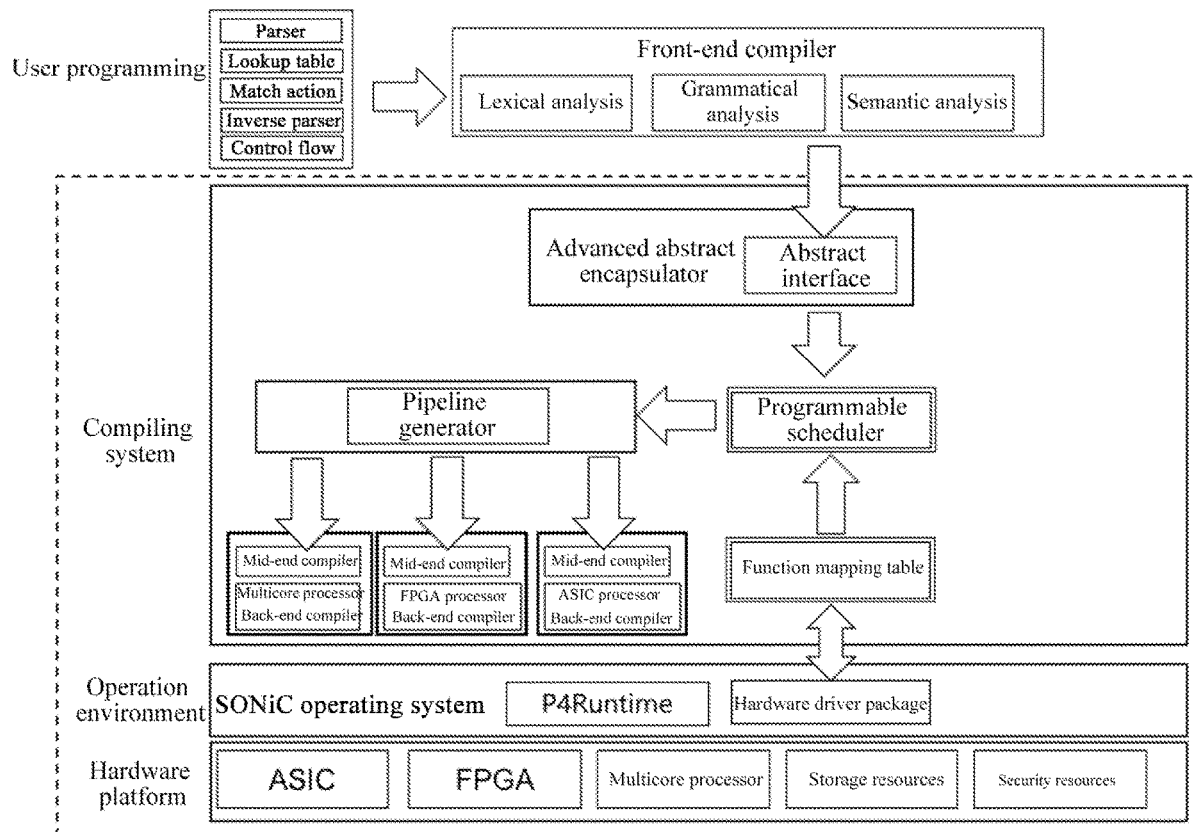 User programming
Parser
Lookup table
Match action
Inverse parser
Control flow
Front-end compiler
Lexical analysis
Grammatical
analysis
Semantic analysis
Compiling
system
Advanced abstract
encapsulator
Abstract
interface
Pipeline
generator
Programmable
scheduler
Mid-end compiler
Multicore processor
Back-end compiler
Mid-end compiler
FPGA processor
Back-end compiler
Mid-end compiler
ASIC processor
Back-end compiler
Function mapping table
Operation
environment
SONiC operating system
P4Runtime
Hardware driver package
Hardware
platform
ASIC
FPGA
Multicore processor
Storage resources
Security resources